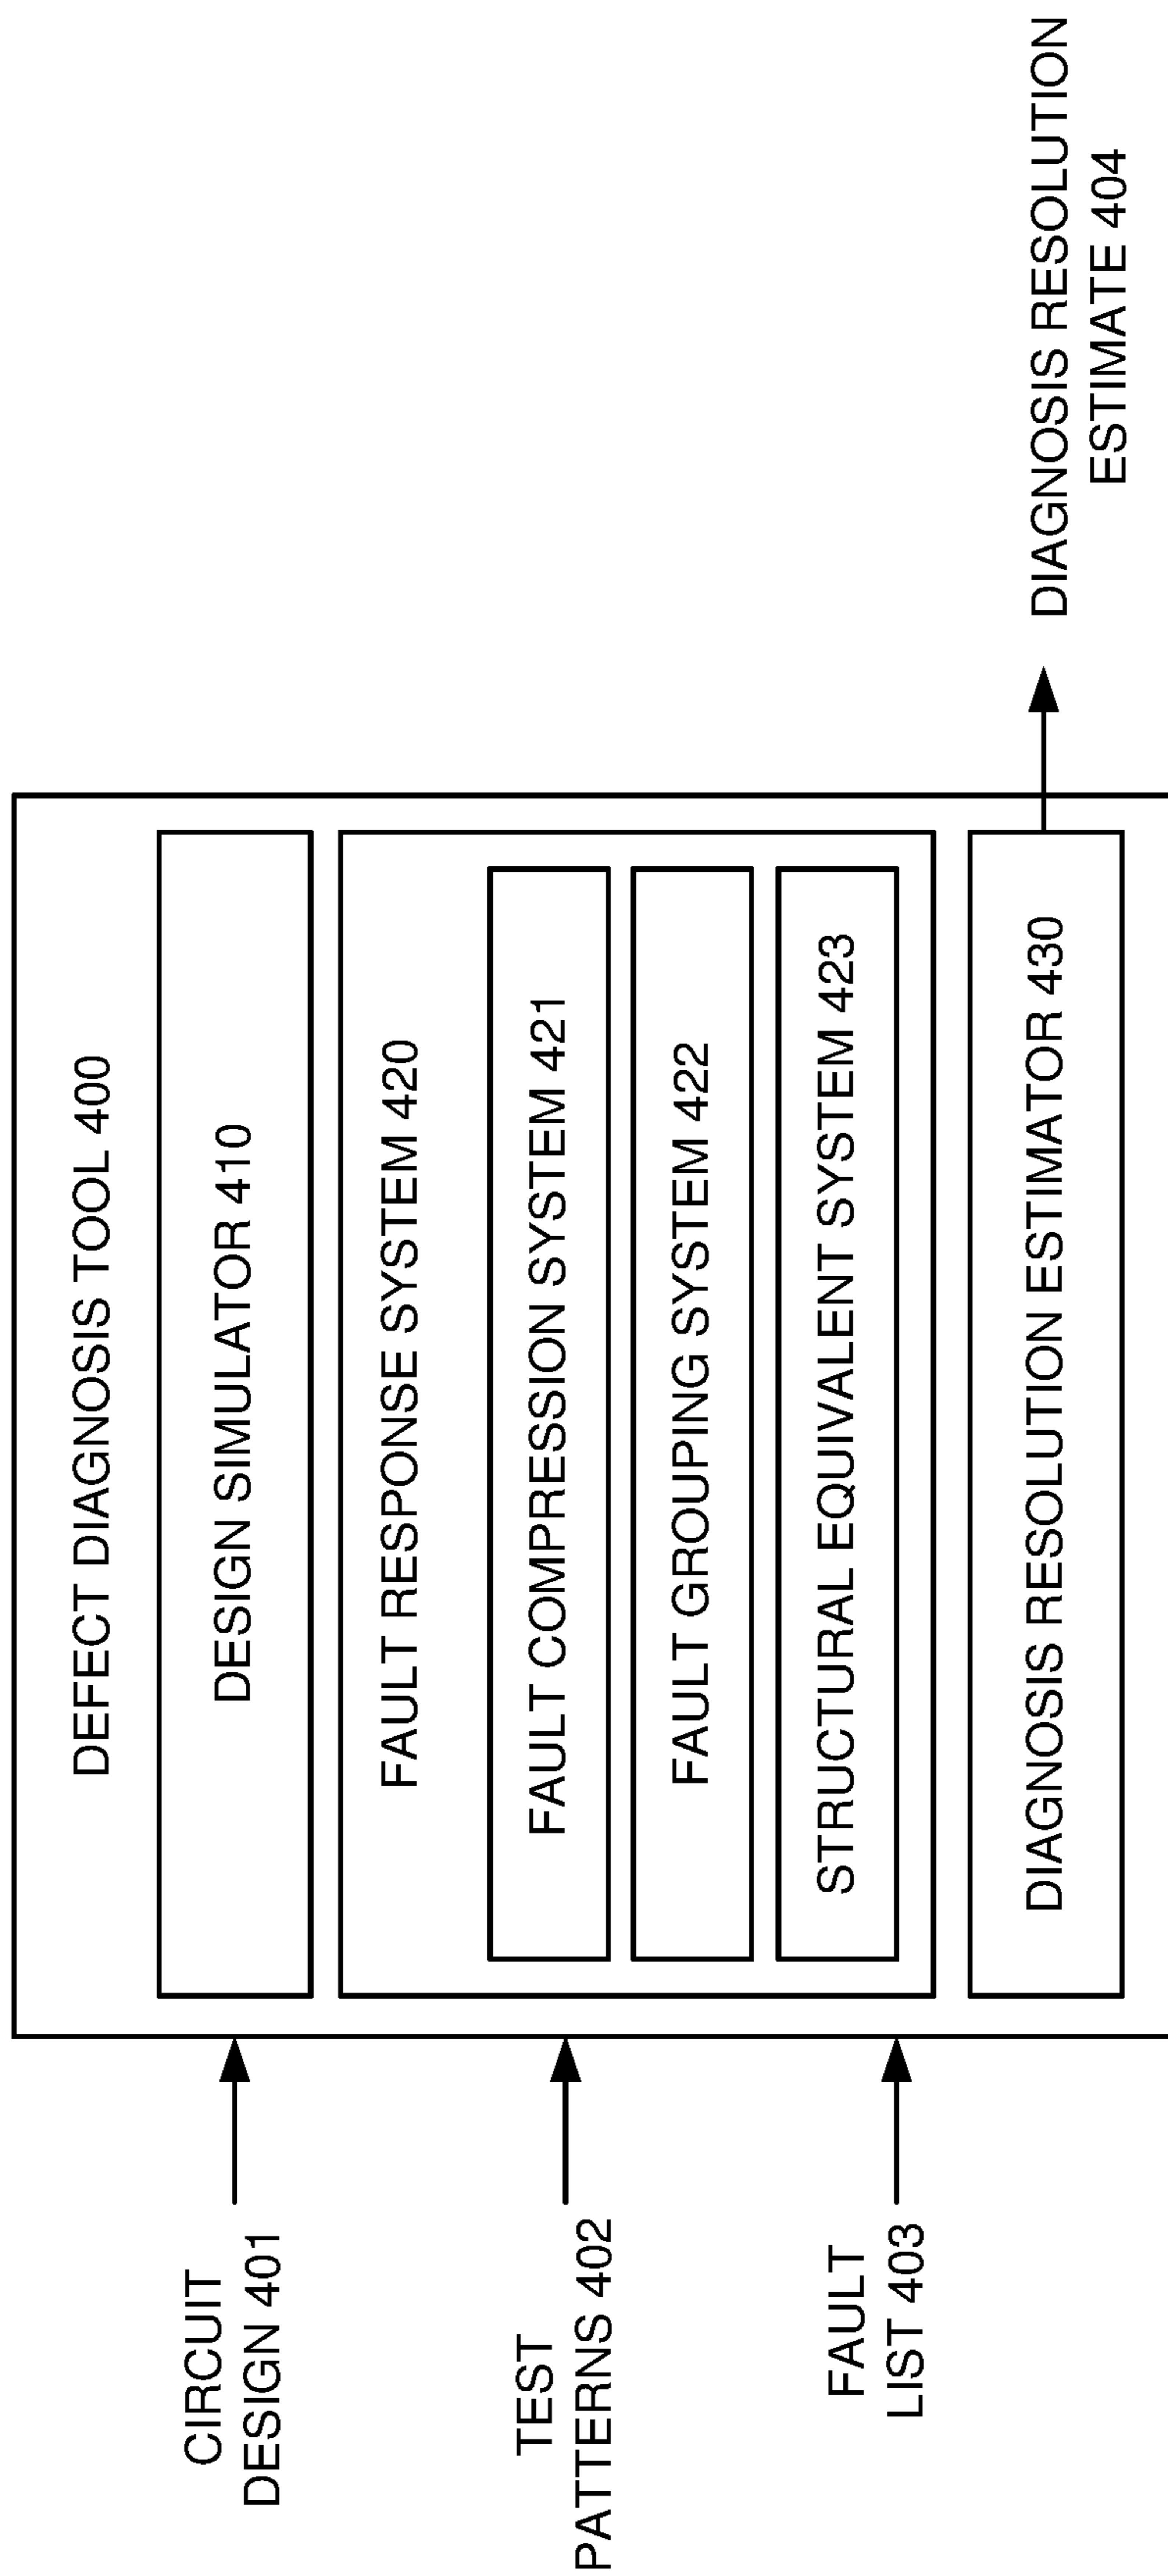 DEFECT DIAGNOSIS TOOL 400
CIRCUIT
DESIGN 401
DESIGN SIMULATOR 410
TEST
PATTERNS 402
FAULT RESPONSE SYSTEM 420
FAULT COMPRESSION SYSTEM 421
FAULT GROUPING SYSTEM 422
FAULT
LIST 403
STRUCTURAL EQUIVALENT SYSTEM 423
DIAGNOSIS RESOLUTION ESTIMATOR 430
DIAGNOSIS RESOLUTION
ESTIMATE 404